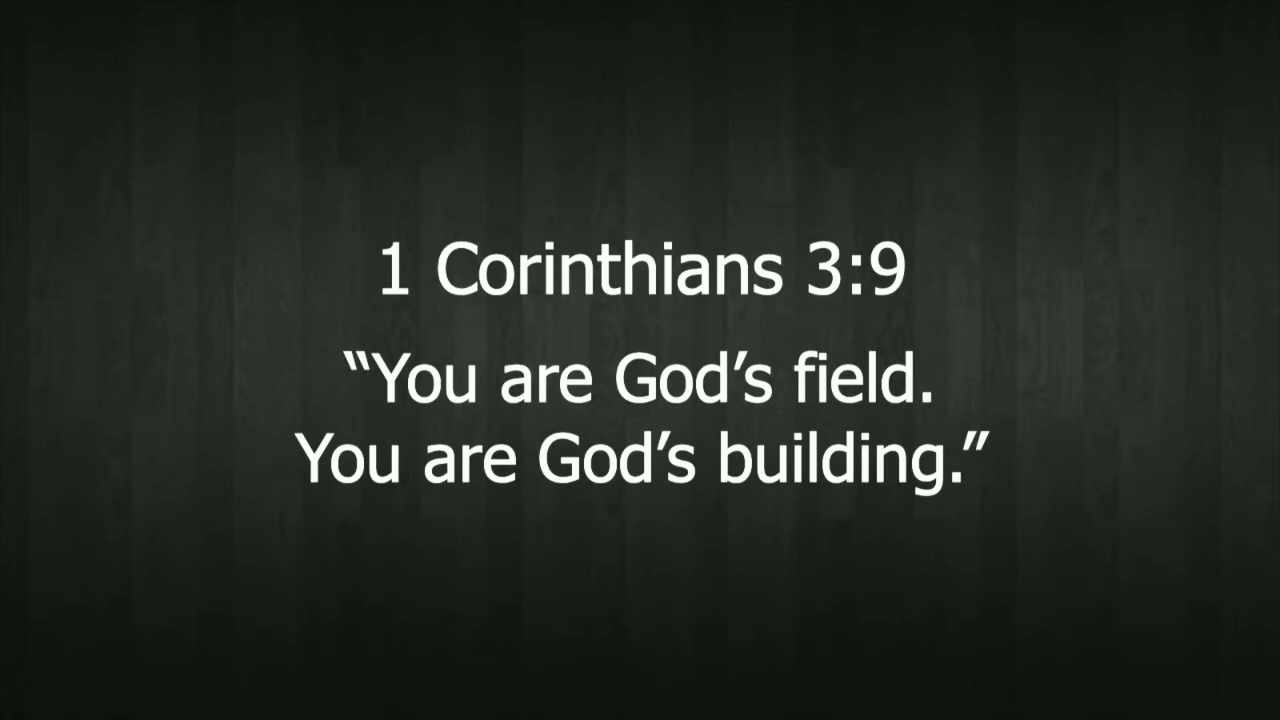 1 Corinthians 3:9
“You are God’s field.
You are God’s building.”